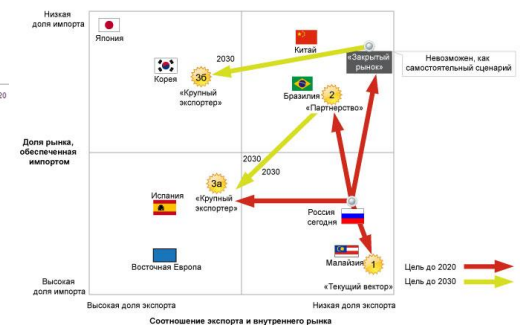 Низкая
доля импорта
Япония
Китай
2030
«Закрытый
рынок»
Невозможен, как
самостоятельный сценарий
Корея
3б
«Крупный
экспортер»
Бразилия
2
«Партнерство»
20
Доля рынка,
обеспеченная
импортом
2030
2030
3а
Испания
«Крупный
экспортер»
Россия
сегодня
Восточная Европа
Малайзия
1
«Текущий вектор»
Цель до 2020
Цель до 2030
Высокая
доля импорта
Высокая доля экспорта
Низкая доля экспорта
Соотношение экспорта и внутреннего рынка